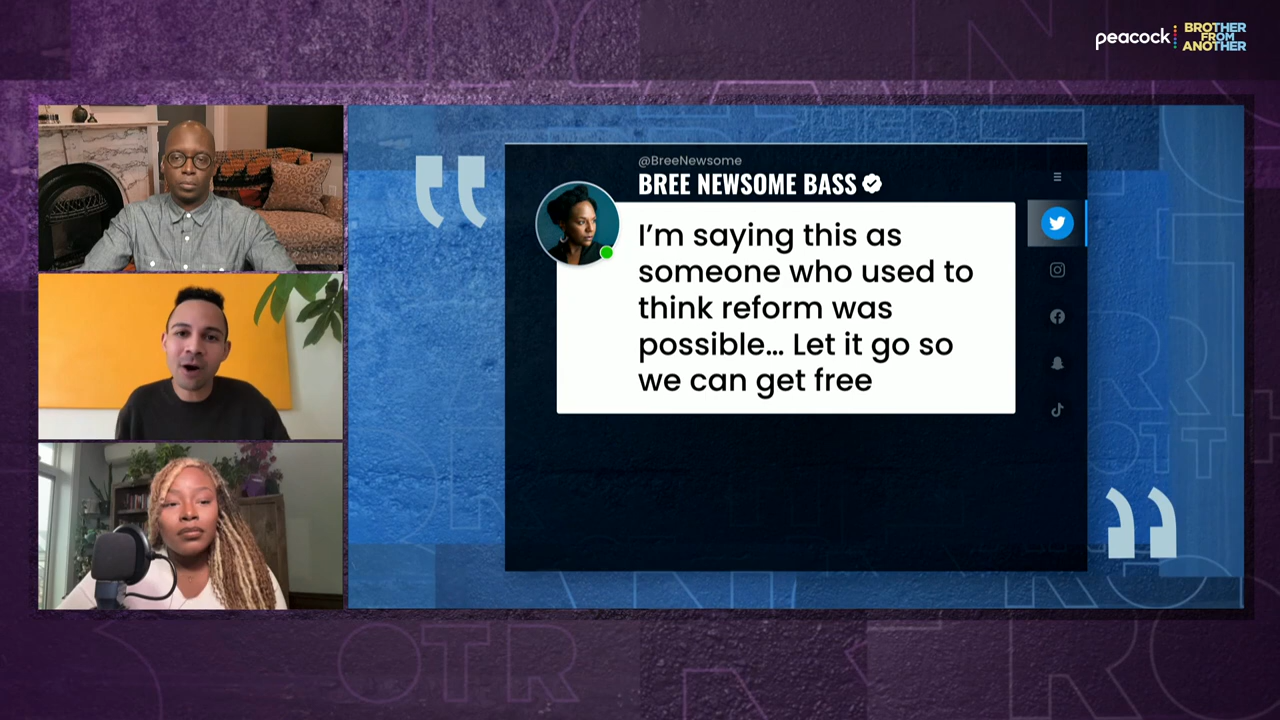 peacock
BROTHER
FROM
ANOTHER
@BreeNewsome
BREE NEWSOME BASS
I’m saying this as
someone who used to
think reform was
possible... Let it go so
we can get free
OTR